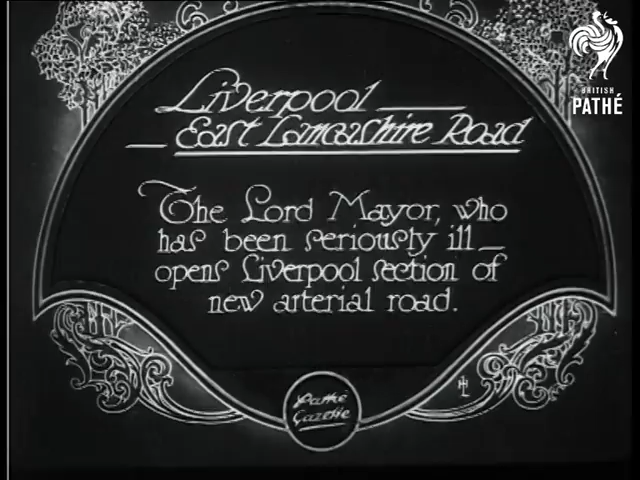 BRITISH
PATHÉ
Liverpool
East Lancashire Road
The Lord Mayor, who
has been seriously ill
opens Liverpool section of
new arterial road.
Pathé
Gazette